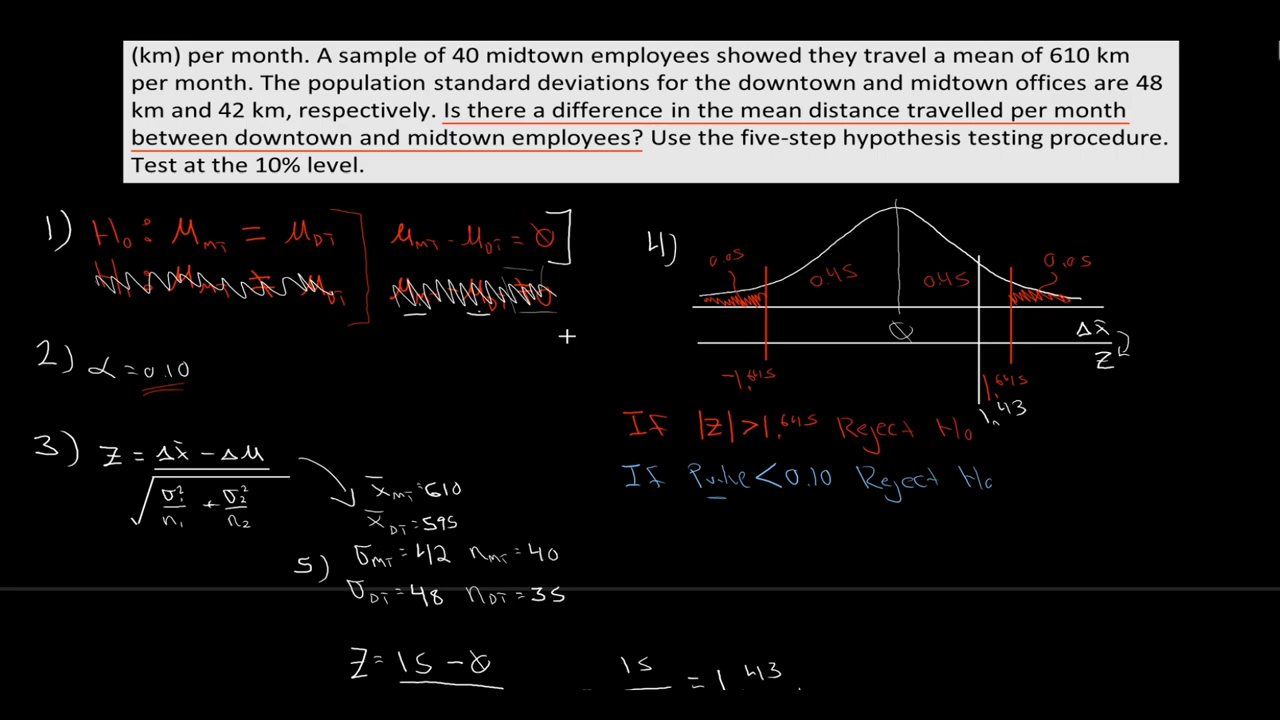 (km) per month. A sample of 40 midtown employees showed they travel a mean of 610 km
per month. The population standard deviations for the downtown and midtown offices are 48
km and 42 km, respectively. Is there a difference in the mean distance travelled per month
between downtown and midtown employees? Use the five-step hypothesis testing procedure.
Test at the 10% level.
1) H₀: μMT = μDT μMT - μDT = 0
2) α = 0.10
3) Z = Δx̄ - Δμ
√ σ₁²/n₁ + σ₂²/n₂
x̄MT = 610
x̄DT = 595
5) σMT = 42 nMT = 40
σDT = 48 nDT = 35
Z = 15 - 0
15 = 1.43
4)
0.05 0.45 0.45 0.05
0 Δx̄
Z
-1.645 1.645
1.43
If |Z| > 1.645 Reject H₀
If Pvalue < 0.10 Reject H₀